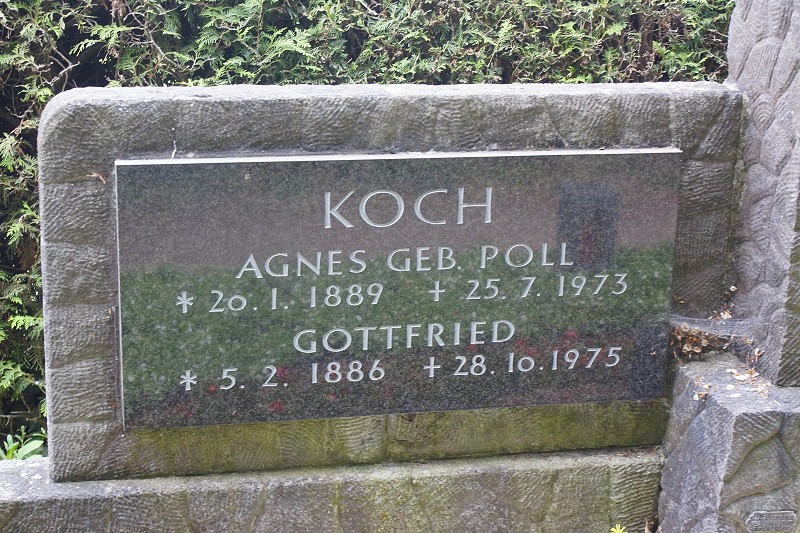 KOCH
AGNES GEB. POLL
* 20. 1. 1889 + 25. 7. 1973
GOTTFRIED
* 5. 2. 1886 + 28. 10. 1975